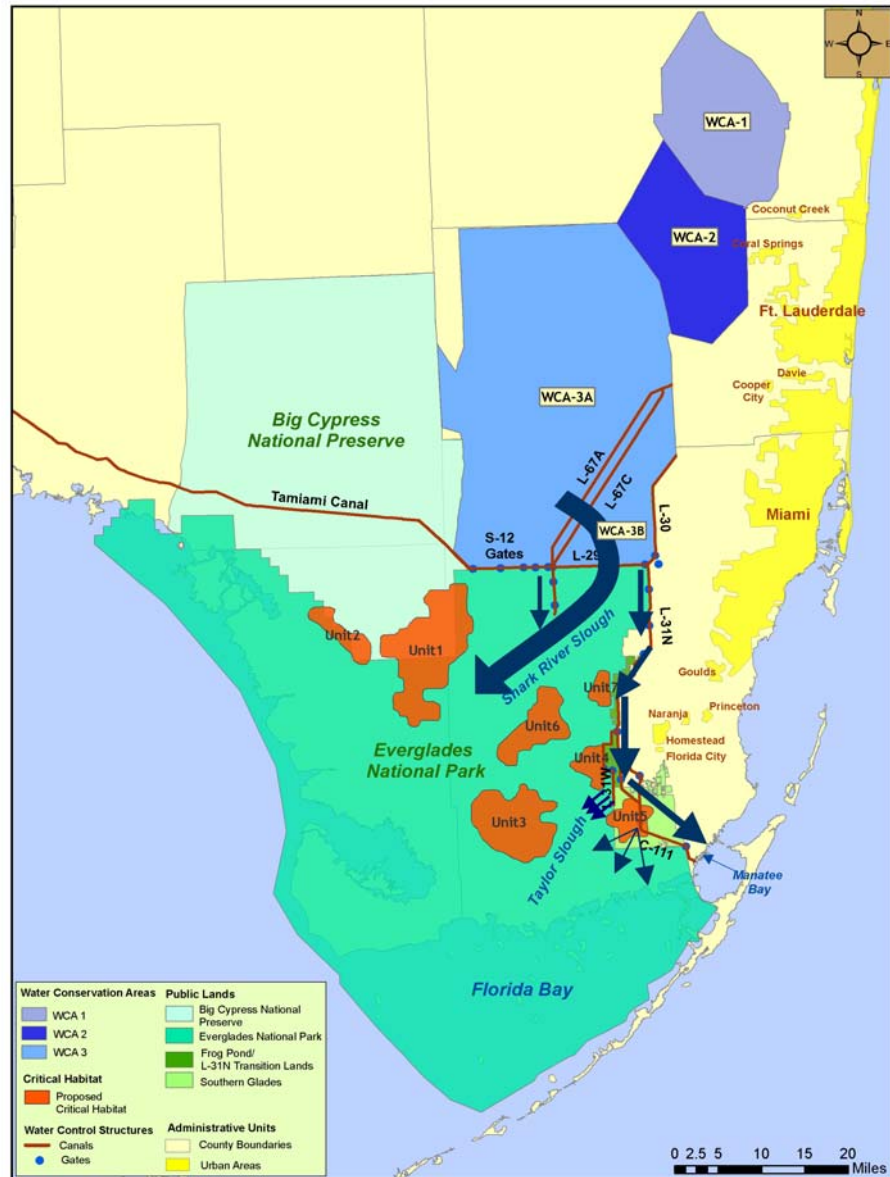 N
W E
S
WCA-1
Coconut Creek
WCA-2
Coral Springs
Ft. Lauderdale
Davie
Cooper
City
WCA-3A
Big Cypress
National Preserve
L-67A
L-67C
Tamiami Canal
S-12
Gates
L-29
WCA-3B
L-30
Miami
L-31N
Unit2
Unit1
Shark River Slough
Unit7
Goulds
Princeton
Naranja
Unit6
Homestead
Florida City
Everglades
National Park
Unit4
Unit3
Unit5
Taylor Slough
C-111
Manatee
Bay
Florida Bay
Water Conservation Areas
WCA 1
WCA 2
WCA 3
Critical Habitat
Proposed
Critical Habitat
Water Control Structures
Canals
Gates
Public Lands
Big Cypress National
Preserve
Everglades National Park
Frog Pond/
L-31N Transition Lands
Southern Glades
Administrative Units
County Boundaries
Urban Areas
0 2.5 5 10 15 20
Miles